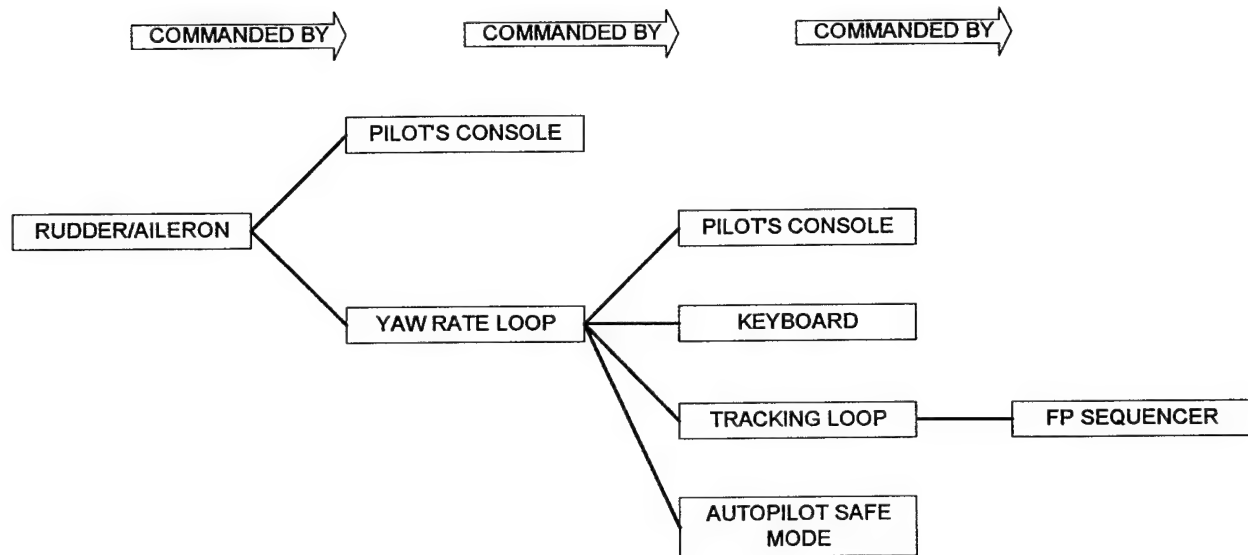 COMMANDED BY
COMMANDED BY
COMMANDED BY
PILOT'S CONSOLE
RUDDER/AILERON
PILOT'S CONSOLE
YAW RATE LOOP
KEYBOARD
TRACKING LOOP
FP SEQUENCER
AUTOPILOT SAFE
MODE